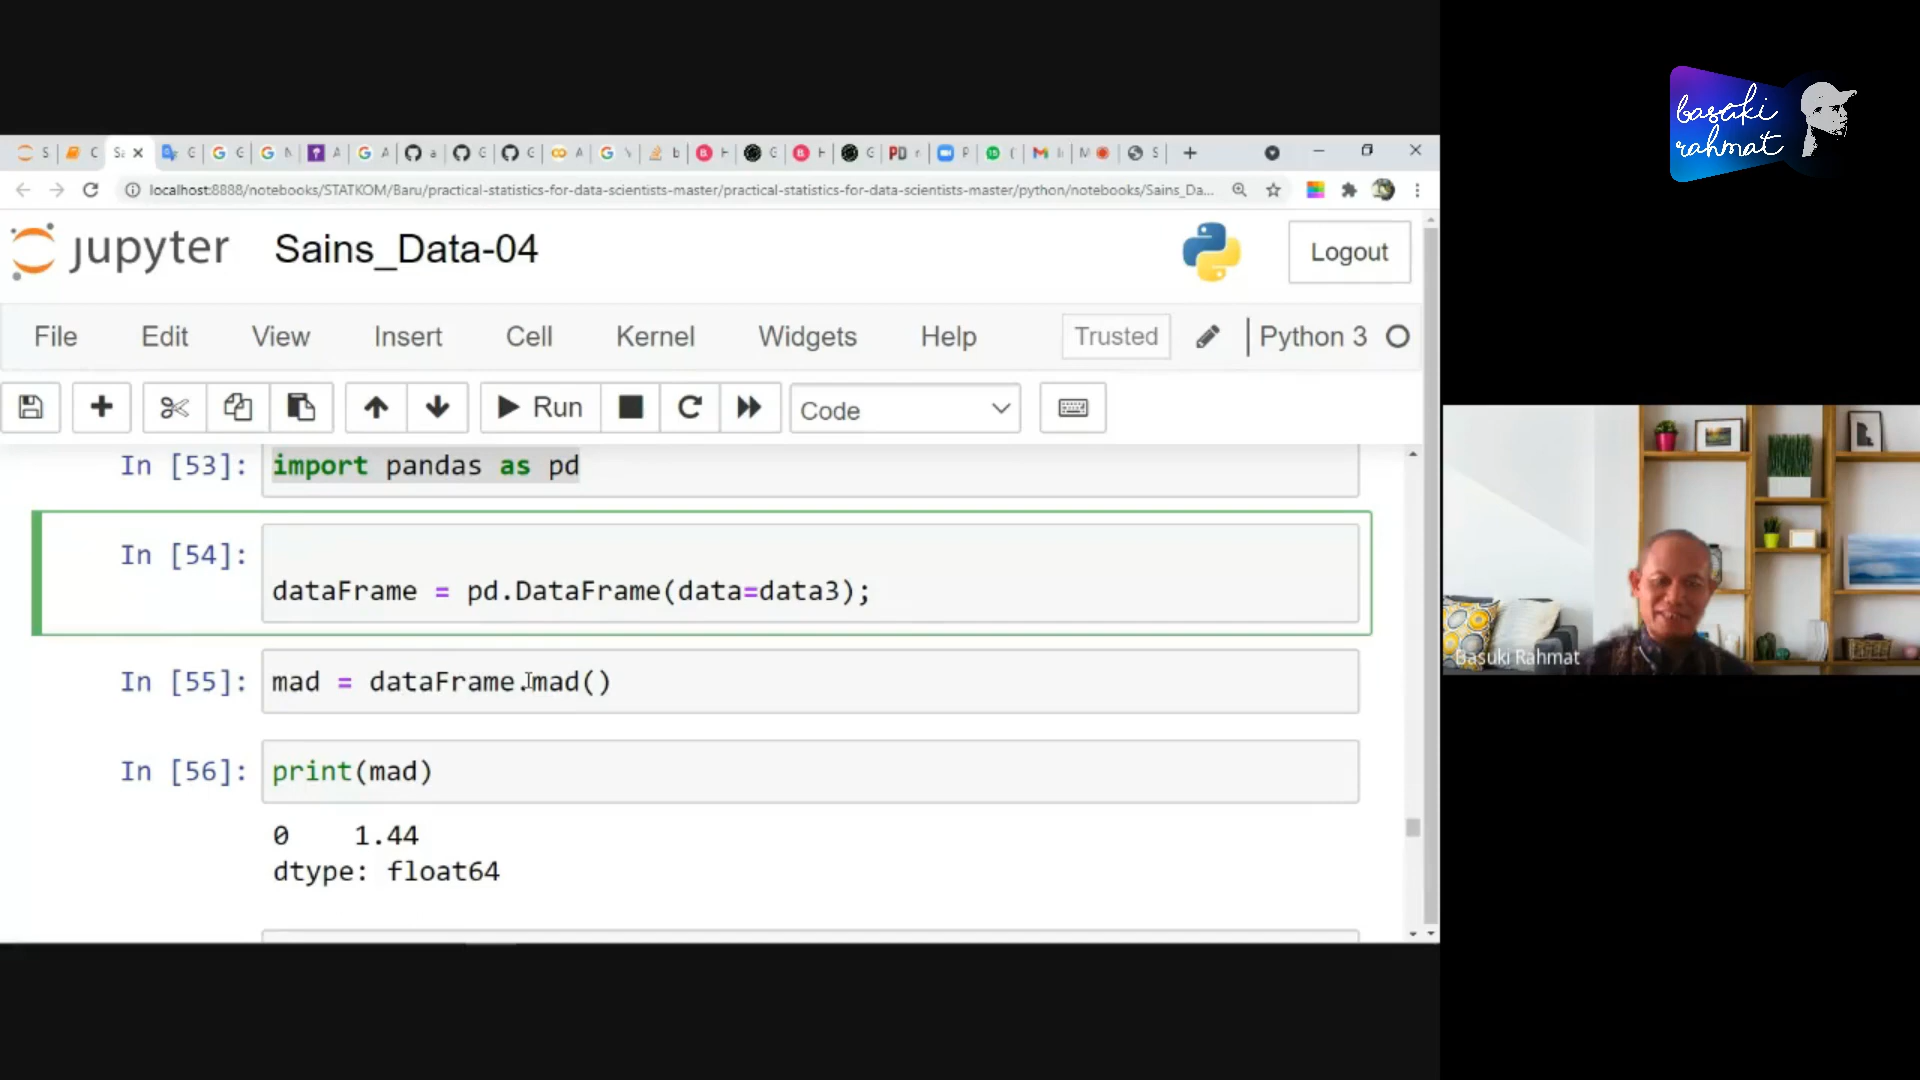 basuki
rahmat
localhost:8888/notebooks/STATKOM/Baru/practical-statistics-for-data-scientists-master/practical-statistics-for-data-scientists-master/python/notebooks/Sains_Da...
jupyter Sains_Data-04
Logout
File Edit View Insert Cell Kernel Widgets Help Trusted Python 3
Run Code
In [53]: import pandas as pd
In [54]:
dataFrame = pd.DataFrame(data=data3);
In [55]: mad = dataFrame.mad()
In [56]: print(mad)
0 1.44
dtype: float64
Basuki Rahmat